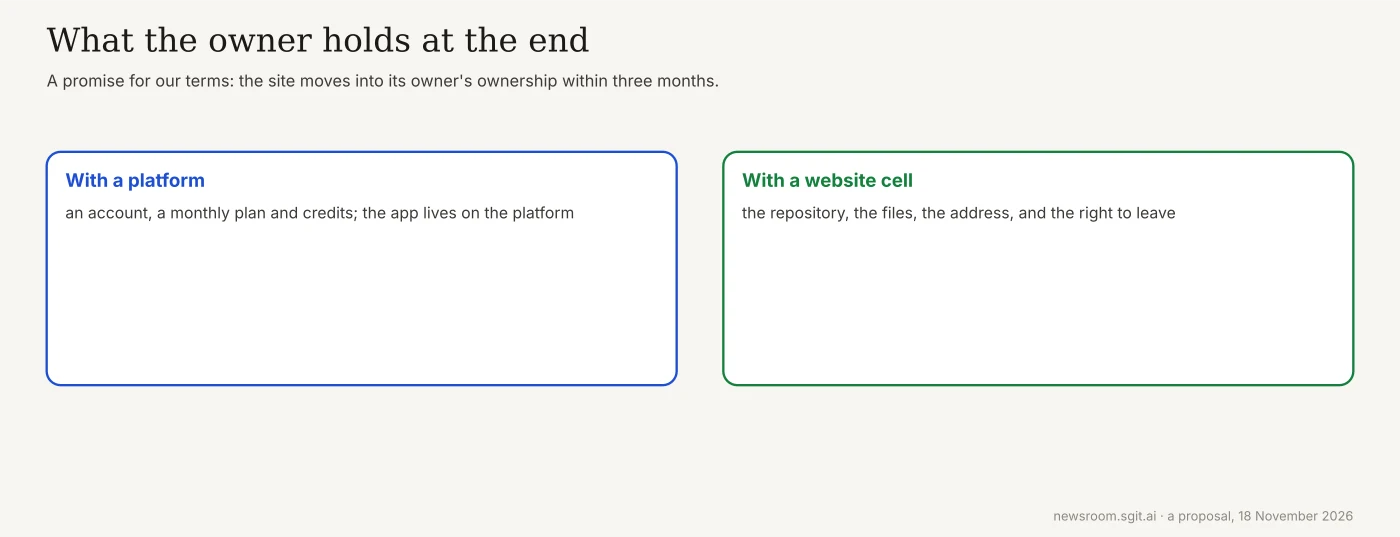 What the owner holds at the end
A promise for our terms: the site moves into its owner's ownership within three months.
With a platform
an account, a monthly plan and credits; the app lives on the platform
With a website cell
the repository, the files, the address, and the right to leave
newsroom.sgit.ai · a proposal, 18 November 2026